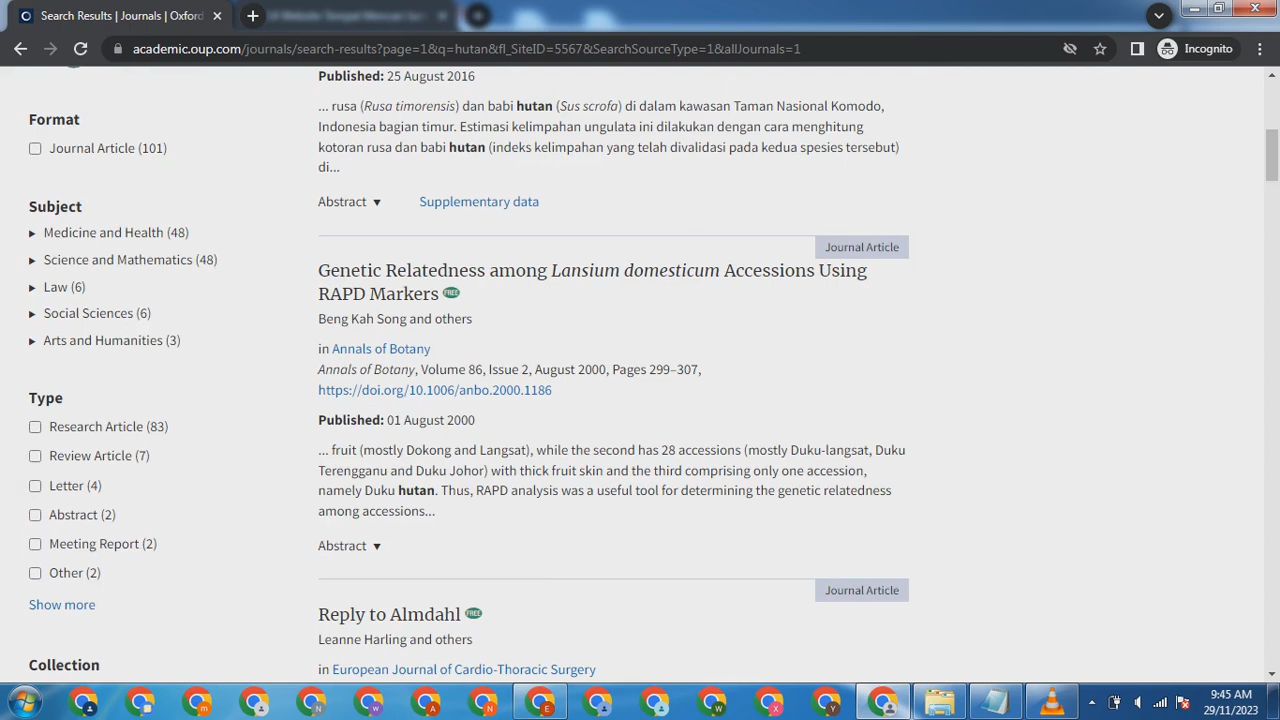 Search Results | Journals | Oxford
academic.oup.com/journals/search-results?page=1&q=hutan&fl_SiteID=5567&SearchSourceType=1&allJournals=1
Incognito
Format
Journal Article (101)
Subject
Medicine and Health (48)
Science and Mathematics (48)
Law (6)
Social Sciences (6)
Arts and Humanities (3)
Type
Research Article (83)
Review Article (7)
Letter (4)
Abstract (2)
Meeting Report (2)
Other (2)
Show more
Collection
Published: 25 August 2016
... rusa (Rusa timorensis) dan babi hutan (Sus scrofa) di dalam kawasan Taman Nasional Komodo,
Indonesia bagian timur. Estimasi kelimpahan ungulata ini dilakukan dengan cara menghitung
kotoran rusa dan babi hutan (indeks kelimpahan yang telah divalidasi pada kedua spesies tersebut)
di...
Abstract Supplementary data
Journal Article
Genetic Relatedness among Lansium domesticum Accessions Using
RAPD Markers FREE
Beng Kah Song and others
in Annals of Botany
Annals of Botany, Volume 86, Issue 2, August 2000, Pages 299–307,
https://doi.org/10.1006/anbo.2000.1186
Published: 01 August 2000
... fruit (mostly Dokong and Langsat), while the second has 28 accessions (mostly Duku-langsat, Duku
Terengganu and Duku Johor) with thick fruit skin and the third comprising only one accession,
namely Duku hutan. Thus, RAPD analysis was a useful tool for determining the genetic relatedness
among accessions...
Abstract
Journal Article
Reply to Almdahl FREE
Leanne Harling and others
in European Journal of Cardio-Thoracic Surgery
9:45 AM
29/11/2023